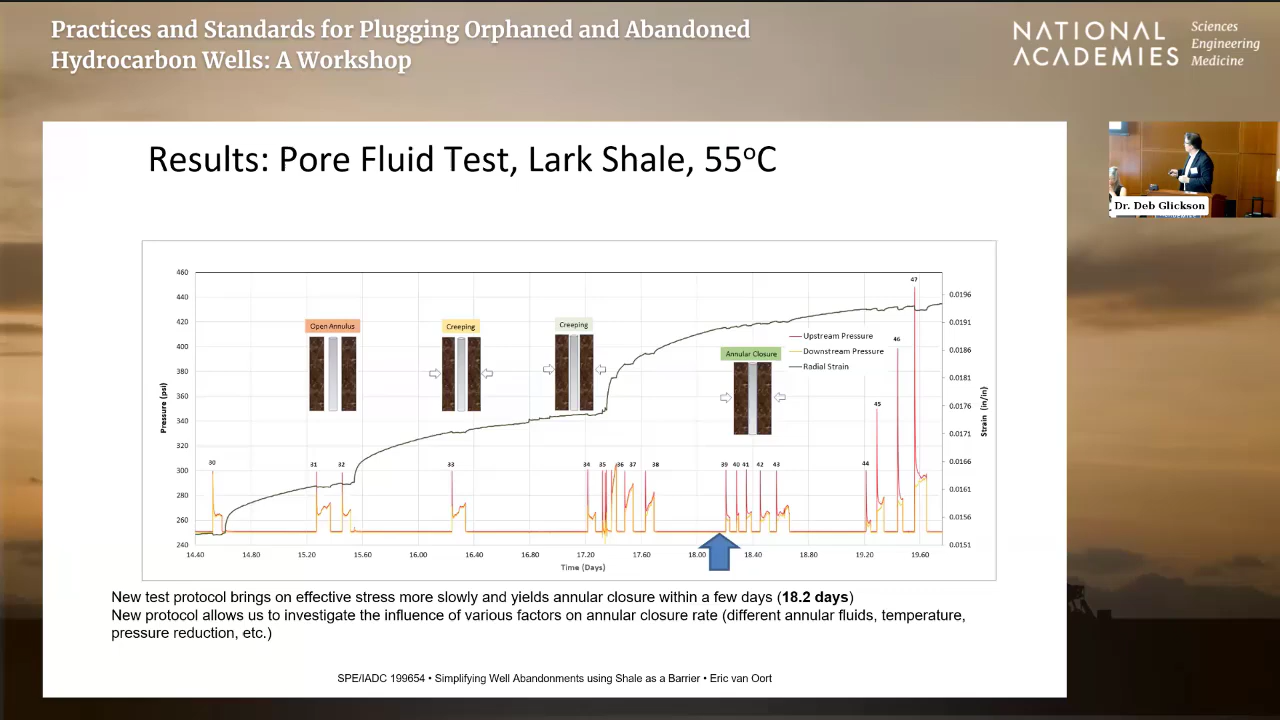 Practices and Standards for Plugging Orphaned and Abandoned
Hydrocarbon Wells: A Workshop
NATIONAL
ACADEMIES
Sciences
Engineering
Medicine
Dr. Deb Glickson
Results: Pore Fluid Test, Lark Shale, 55°C
460
440
420
400
380
360
340
320
300
280
260
240
Pressure (psi)
Open Annulus
Creeping
Creeping
Annular Closure
Upstream Pressure
Downstream Pressure
Radial Strain
30
31
32
33
34
35
36
37
38
39
40
41
42
43
44
45
46
47
0.0196
0.0191
0.0186
0.0181
0.0176
0.0171
0.0166
0.0161
0.0156
0.0151
Strain (in/in)
14.40 14.80 15.20 15.60 16.00 16.40 16.80 17.20 17.60 18.00 18.40 18.80 19.20 19.60
Time (Days)
New test protocol brings on effective stress more slowly and yields annular closure within a few days (18.2 days)
New protocol allows us to investigate the influence of various factors on annular closure rate (different annular fluids, temperature,
pressure reduction, etc.)
SPE/IADC 199654 • Simplifying Well Abandonments using Shale as a Barrier • Eric van Oort